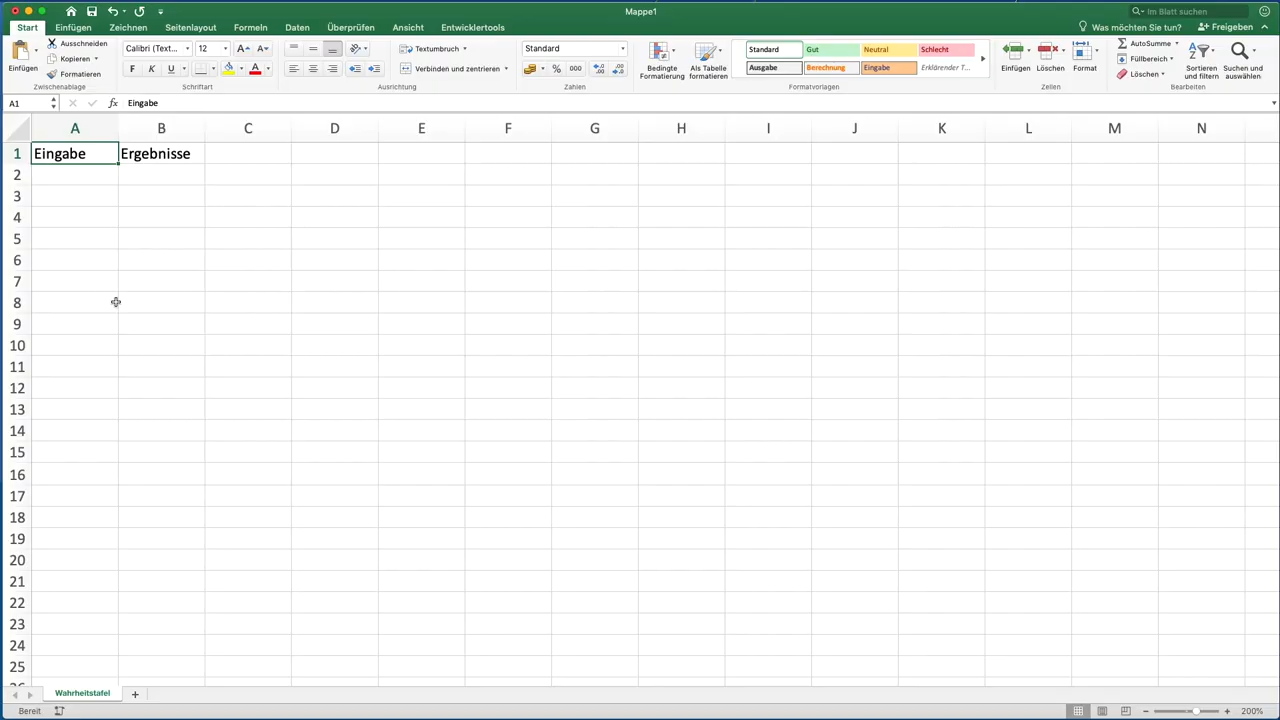 Mappe1
Im Blatt suchen
Start Einfügen Zeichnen Seitenlayout Formeln Daten Überprüfen Ansicht Entwicklertools
Was möchten Sie tun? Freigeben
Einfügen
Ausschneiden
Kopieren
Formatieren
Zwischenablage
Calibri (Text... 12
F K U
Schriftart
Textumbruch
Verbinden und zentrieren
Ausrichtung
Standard
% 000
Zahlen
Bedingte
Formatierung
Als Tabelle
formatieren
Standard Gut Neutral Schlecht
Ausgabe Berechnung Eingabe Erklärender T...
Formatvorlagen
Einfügen Löschen Format
Zellen
AutoSumme
Füllbereich
Löschen
Sortieren
und filtern
Suchen und
auswählen
Bearbeiten
A1 fx Eingabe
A B C D E F G H I J K L M N
1 Eingabe Ergebnisse
2
3
4
5
6
7
8
9
10
11
12
13
14
15
16
17
18
19
20
21
22
23
24
25
Wahrheitstafel +
Bereit 200%